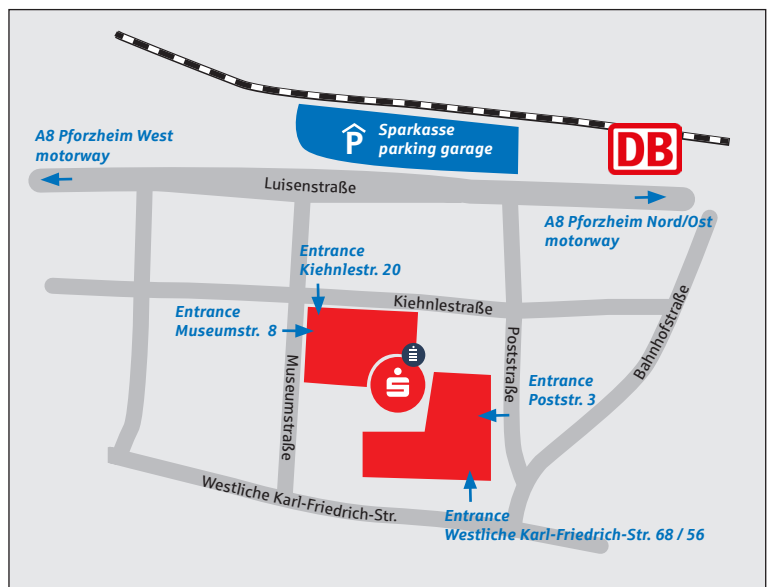 Sparkasse
parking garage
P
DB
A8 Pforzheim West
motorway
Luisenstraße
A8 Pforzheim Nord/Ost
motorway
Entrance
Kiehnlestr. 20
Kiehnlestraße
Entrance
Museumstr. 8
Museumstraße
Poststraße
Bahnhofstraße
Entrance
Poststr. 3
Westliche Karl-Friedrich-Str.
Entrance
Westliche Karl-Friedrich-Str. 68 / 56